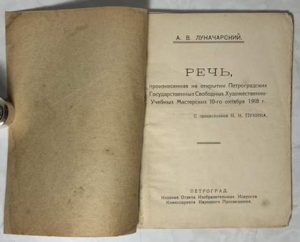 А. В. ЛУНАЧАРСКИЙ.
РЕЧЬ,
произнесенная на открытии Петроградских
Государственных Свободных Художественно-
Учебных Мастерских 10-го октября 1918 г.
С примечанием Н. Н. ПУНИНА.
ПЕТРОГРАД
Издание Отдела Изобразительных Искусств
Комиссариата Народного Просвещения.